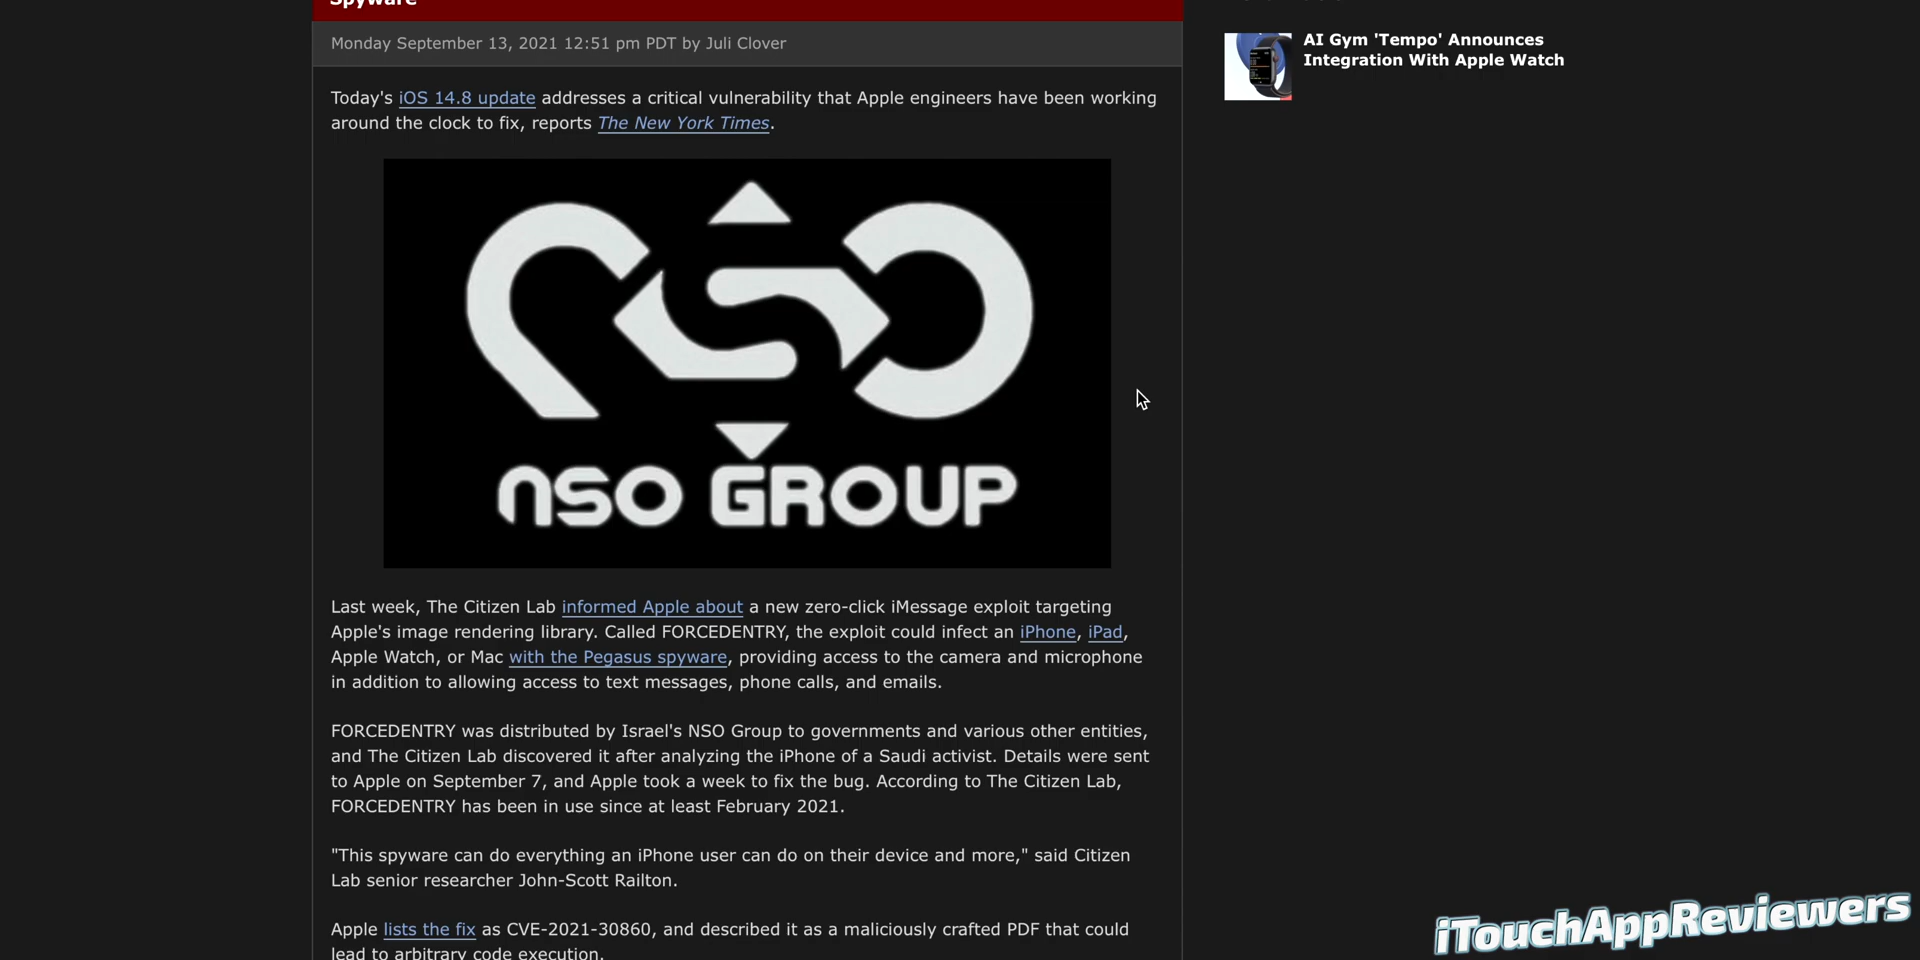 Spyware
Monday September 13, 2021 12:51 pm PDT by Juli Clover
AI Gym 'Tempo' Announces
Integration With Apple Watch
Today's iOS 14.8 update addresses a critical vulnerability that Apple engineers have been working
around the clock to fix, reports The New York Times.
NSO
NSO GROUP
Last week, The Citizen Lab informed Apple about a new zero-click iMessage exploit targeting
Apple's image rendering library. Called FORCEDENTRY, the exploit could infect an iPhone, iPad,
Apple Watch, or Mac with the Pegasus spyware, providing access to the camera and microphone
in addition to allowing access to text messages, phone calls, and emails.
FORCEDENTRY was distributed by Israel's NSO Group to governments and various other entities,
and The Citizen Lab discovered it after analyzing the iPhone of a Saudi activist. Details were sent
to Apple on September 7, and Apple took a week to fix the bug. According to The Citizen Lab,
FORCEDENTRY has been in use since at least February 2021.
"This spyware can do everything an iPhone user can do on their device and more," said Citizen
Lab senior researcher John-Scott Railton.
Apple lists the fix as CVE-2021-30860, and described it as a maliciously crafted PDF that could
lead to arbitrary code execution.
iTouchAppReviewers